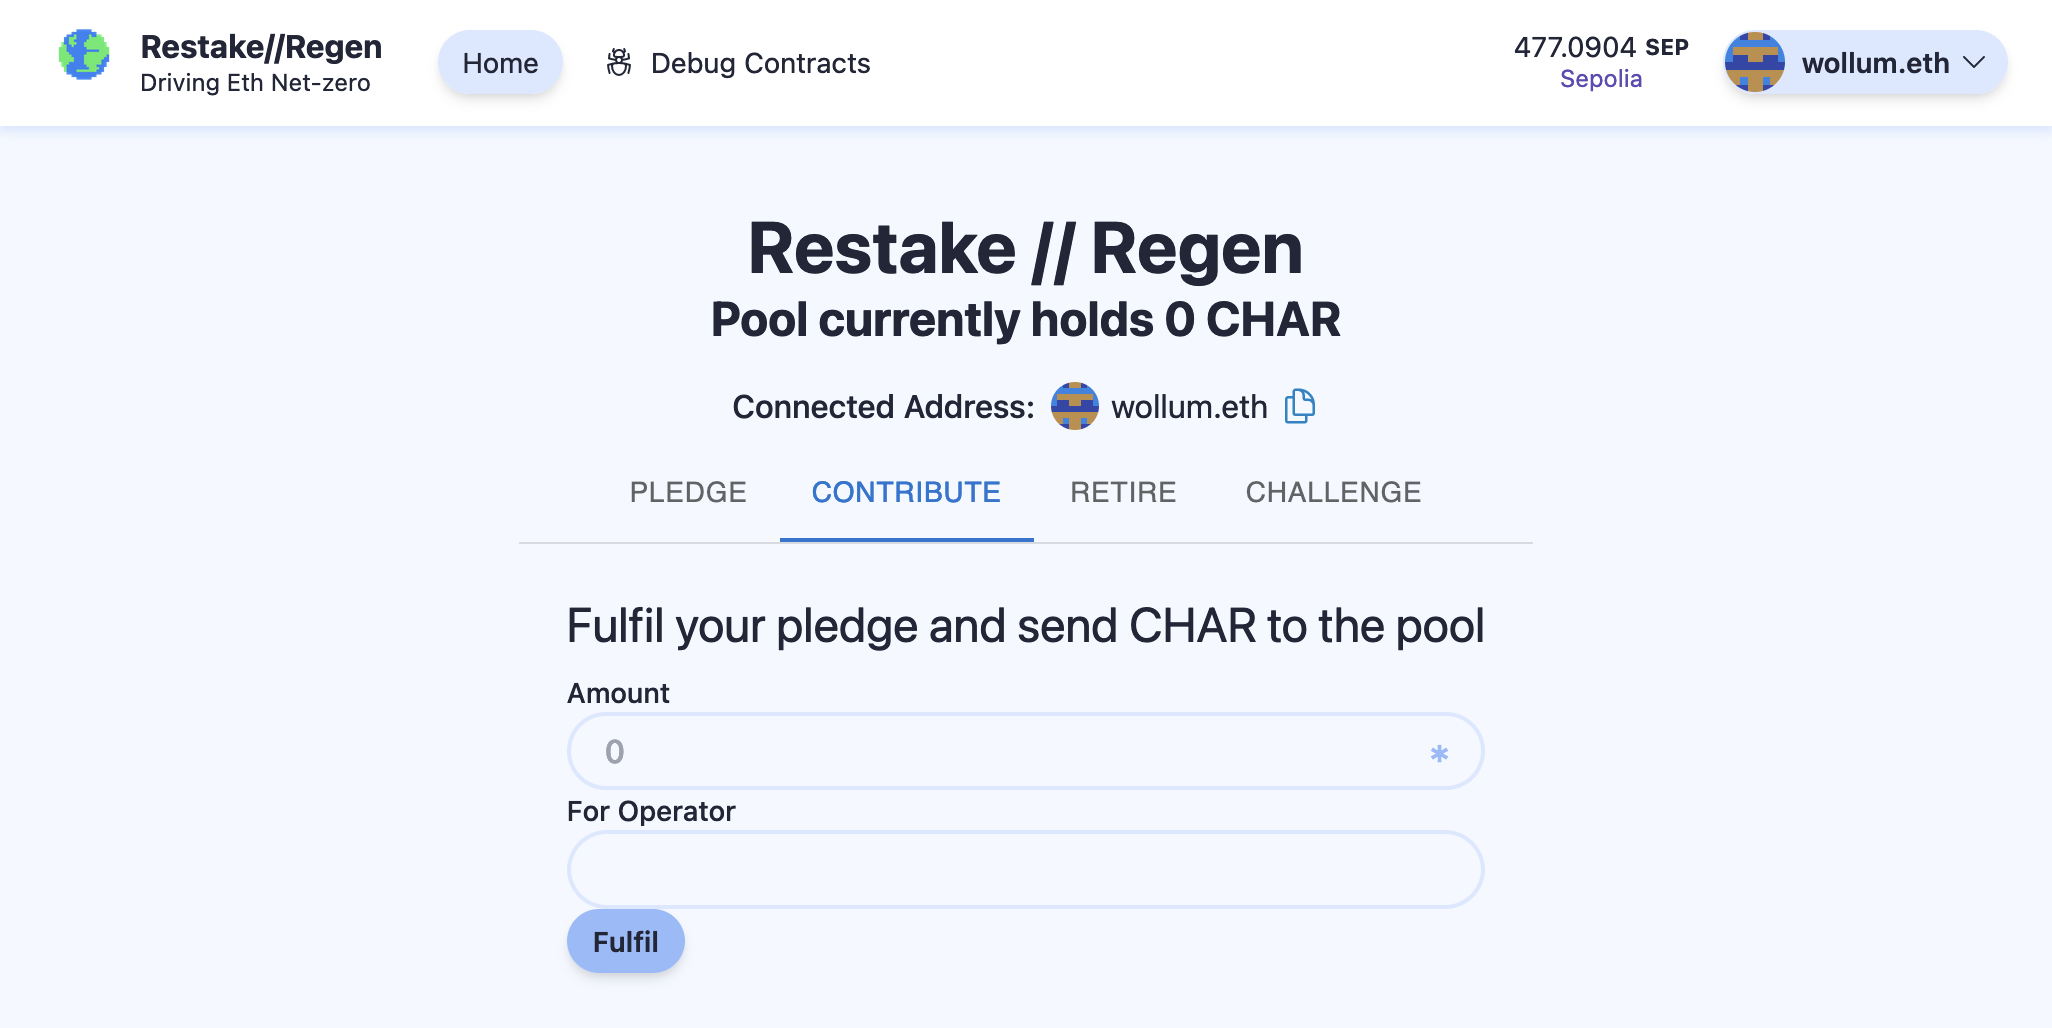 Restake//Regen
Driving Eth Net-zero
Home
Debug Contracts
477.0904 SEP
Sepolia
wollum.eth
Restake // Regen
Pool currently holds 0 CHAR
Connected Address: wollum.eth
PLEDGE CONTRIBUTE RETIRE CHALLENGE
Fulfil your pledge and send CHAR to the pool
Amount
0 *
For Operator
Fulfil